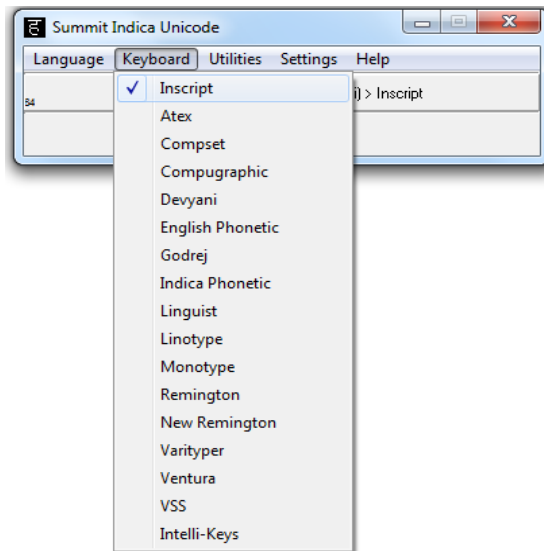 Summit Indica Unicode
Language Keyboard Utilities Settings Help
64
i) > Inscript
✓ Inscript
Atex
Compset
Compugraphic
Devyani
English Phonetic
Godrej
Indica Phonetic
Linguist
Linotype
Monotype
Remington
New Remington
Varityper
Ventura
VSS
Intelli-Keys